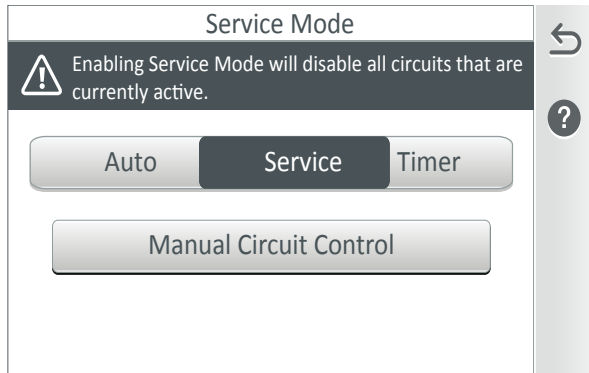 Service Mode
Enabling Service Mode will disable all circuits that are
currently active.
Auto Service Timer
Manual Circuit Control
?